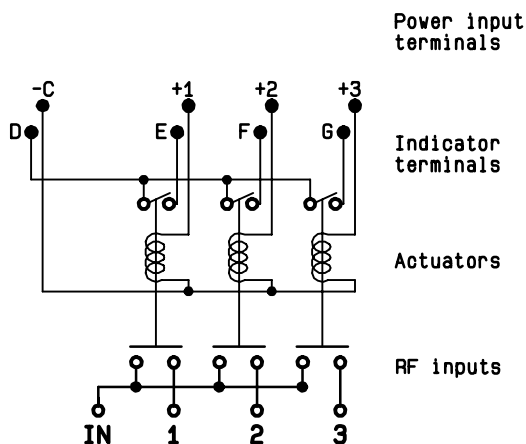 Power input
terminals
-C +1 +2 +3
D E F G
Indicator
terminals
Actuators
RF inputs
IN 1 2 3